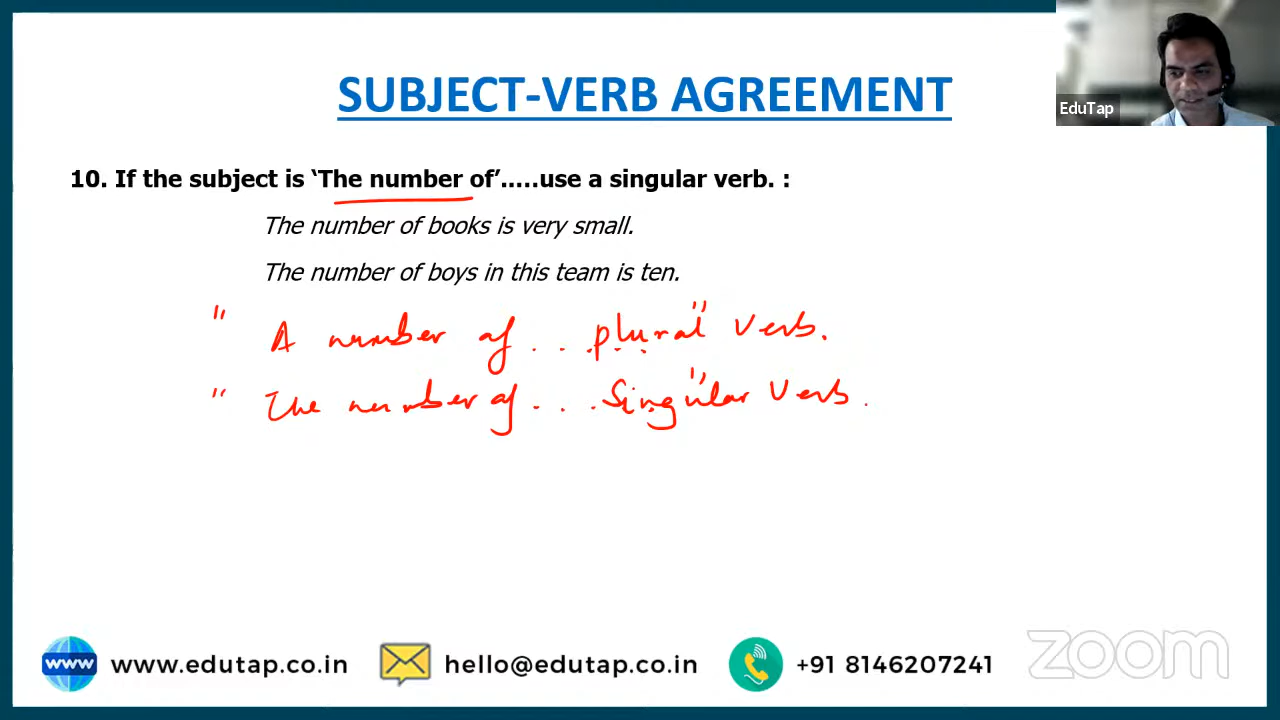 SUBJECT-VERB AGREEMENT
EduTap
10. If the subject is ‘The number of’.....use a singular verb. :
The number of books is very small.
The number of boys in this team is ten.
" A number of . . . plural" verb.
" The number of . . . Singular" Verb.
www www.edutap.co.in hello@edutap.co.in +91 8146207241 zoom